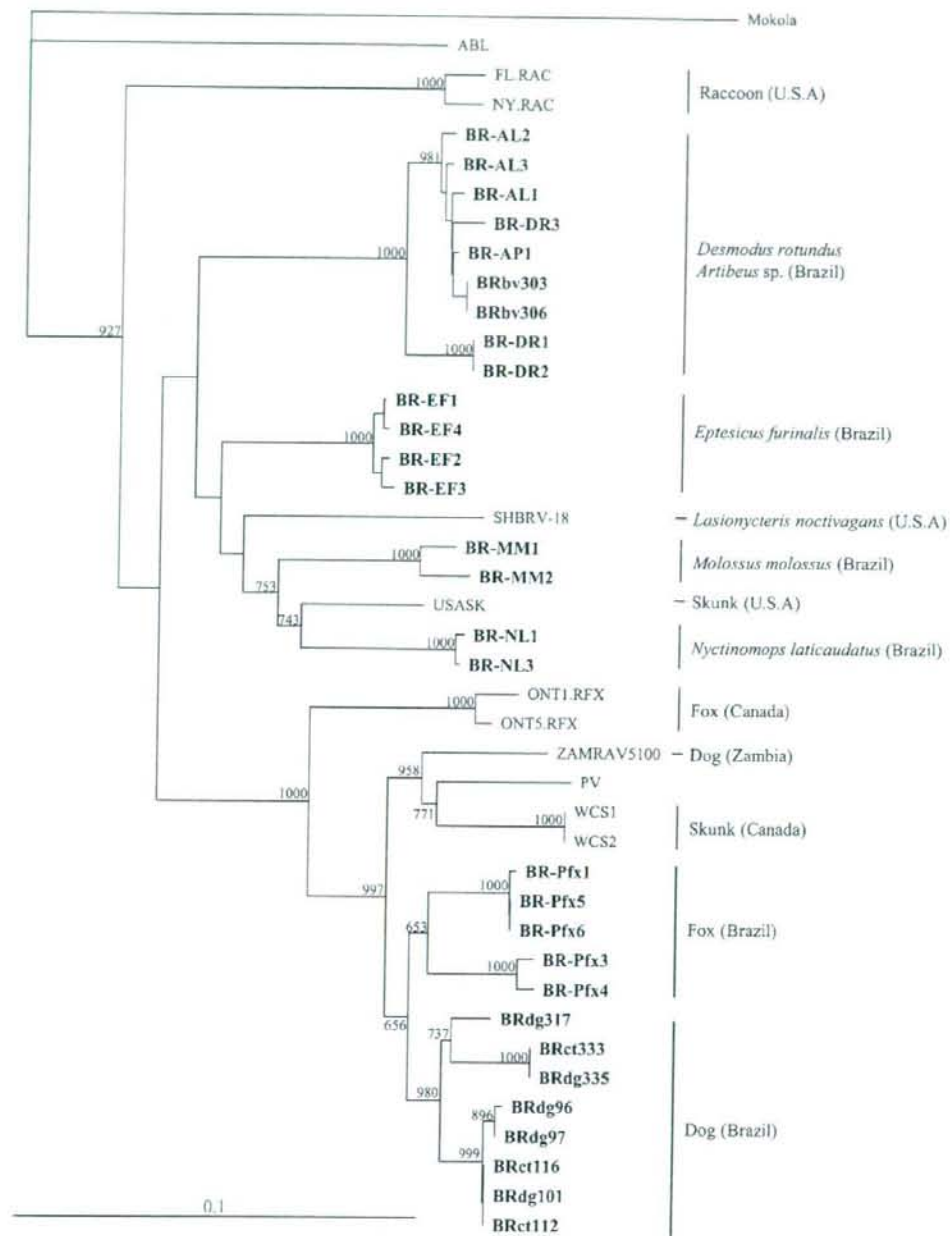 Mokola
ABL
FL.RAC
1000
NY.RAC
Raccoon (U.S.A)
BR-AL2
981
BR-AL3
BR-AL1
BR-DR3
1000
BR-AP1
BRbv303
BRbv306
Desmodus rotundus
Artibeus sp. (Brazil)
927
1000
BR-DR1
BR-DR2
BR-EF1
1000
BR-EF4
BR-EF2
BR-EF3
Eptesicus furinalis (Brazil)
SHBRV-18
Lasionycteris noctivagans (U.S.A)
1000
BR-MM1
BR-MM2
Molossus molossus (Brazil)
753
USASK
Skunk (U.S.A)
743
1000
BR-NL1
BR-NL3
Nyctinomops laticaudatus (Brazil)
1000
ONT1.RFX
ONT5.RFX
Fox (Canada)
ZAMRAV5100
Dog (Zambia)
958
1000
PV
771
1000
WCS1
WCS2
Skunk (Canada)
997
1000
BR-Pfx1
BR-Pfx5
BR-Pfx6
653
1000
BR-Pfx3
BR-Pfx4
Fox (Brazil)
656
BRdg317
737
1000
BRct333
BRdg335
980
896
BRdg96
BRdg97
999
BRct116
BRdg101
BRct112
Dog (Brazil)
0.1